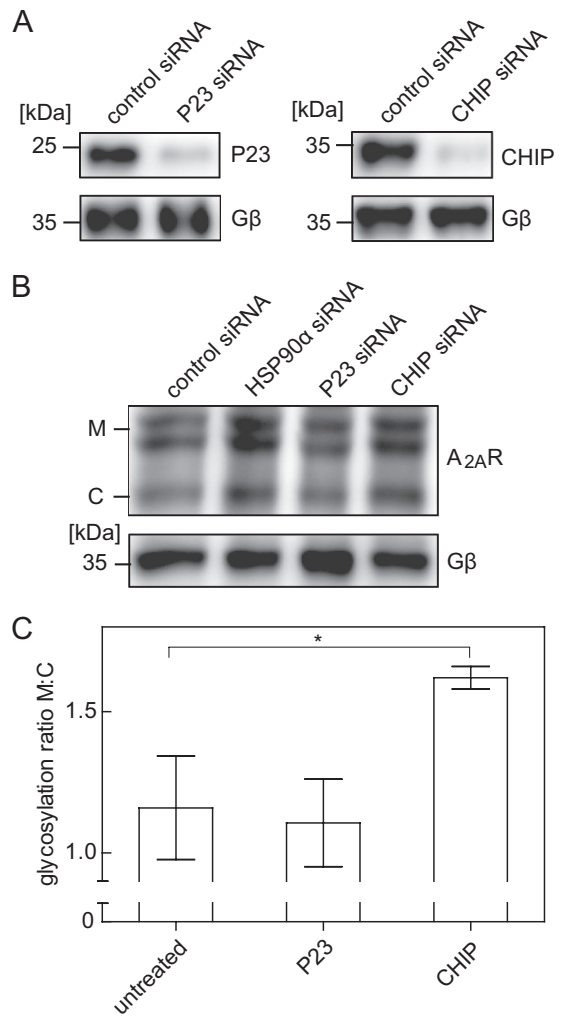 A
control siRNA
P23 siRNA
[kDa]
25
P23
35
Gβ
control siRNA
CHIP siRNA
[kDa]
35
CHIP
35
Gβ
B
control siRNA
HSP90α siRNA
P23 siRNA
CHIP siRNA
M
C
A2AR
[kDa]
35
Gβ
C
glycosylation ratio M:C
*
1.5
1.0
0
untreated
P23
CHIP